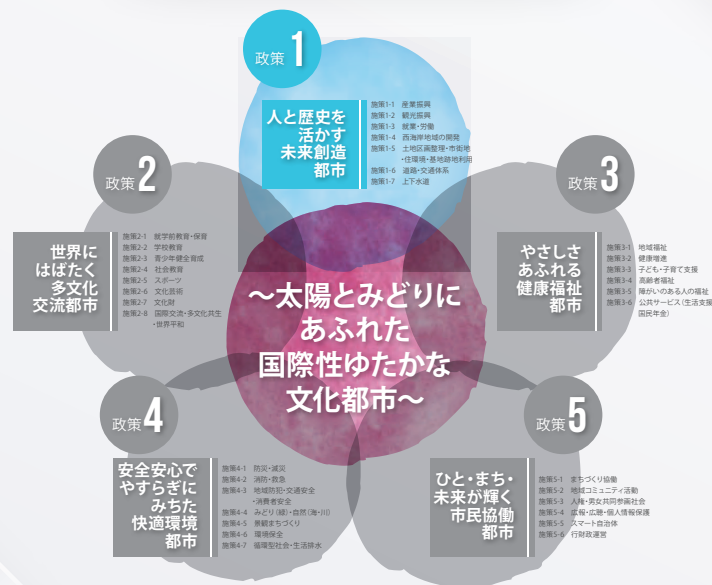 政策1
人と歴史を
活かす
未来創造
都市
施策1-1 産業振興
施策1-2 観光振興
施策1-3 就業・労働
施策1-4 西海岸地域の開発
施策1-5 土地区画整理・市街地
・住環境・基地跡地利用
施策1-6 道路・交通体系
施策1-7 上下水道
政策2
世界に
はばたく
多文化
交流都市
施策2-1 就学前教育・保育
施策2-2 学校教育
施策2-3 青少年健全育成
施策2-4 社会教育
施策2-5 スポーツ
施策2-6 文化芸術
施策2-7 文化財
施策2-8 国際交流・多文化共生
・世界平和
政策3
やさしさ
あふれる
健康福祉
都市
施策3-1 地域福祉
施策3-2 健康増進
施策3-3 子ども・子育て支援
施策3-4 高齢者福祉
施策3-5 障がいのある人の福祉
施策3-6 公共サービス(生活支援
国民年金)
〜太陽とみどりに
あふれた
国際性ゆたかな
文化都市〜
政策4
安全安心で
やすらぎに
みちた
快適環境
都市
施策4-1 防災・減災
施策4-2 消防・救急
施策4-3 地域防犯・交通安全
・消費者安全
施策4-4 みどり(緑)・自然(海・川)
施策4-5 景観まちづくり
施策4-6 環境保全
施策4-7 循環型社会・生活排水
政策5
ひと・まち・
未来が輝く
市民協働
都市
施策5-1 まちづくり協働
施策5-2 地域コミュニティ活動
施策5-3 人権・男女共同参画社会
施策5-4 広報・広聴・個人情報保護
施策5-5 スマート自治体
施策5-6 行財政運営